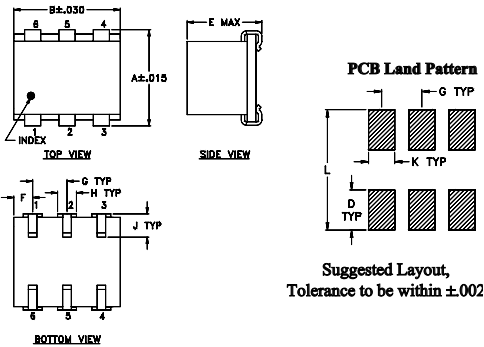 B±.030
6 5 4
A±.015
INDEX
1 2 3
TOP VIEW
E MAX
SIDE VIEW
PCB Land Pattern
G TYP
K TYP
L
D TYP
Suggested Layout,
Tolerance to be within ±.002
G TYP
H TYP
F
1 2 3
J TYP
6 5 4
BOTTOM VIEW